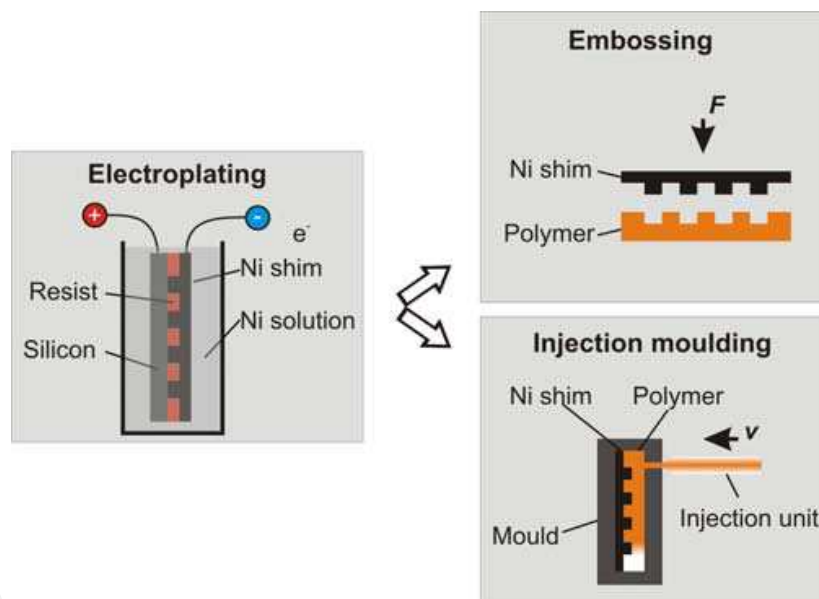 Electroplating
+
-
e-
Ni shim
Resist
Ni solution
Silicon
Embossing
F
Ni shim
Polymer
Injection moulding
Ni shim
Polymer
v
Injection unit
Mould